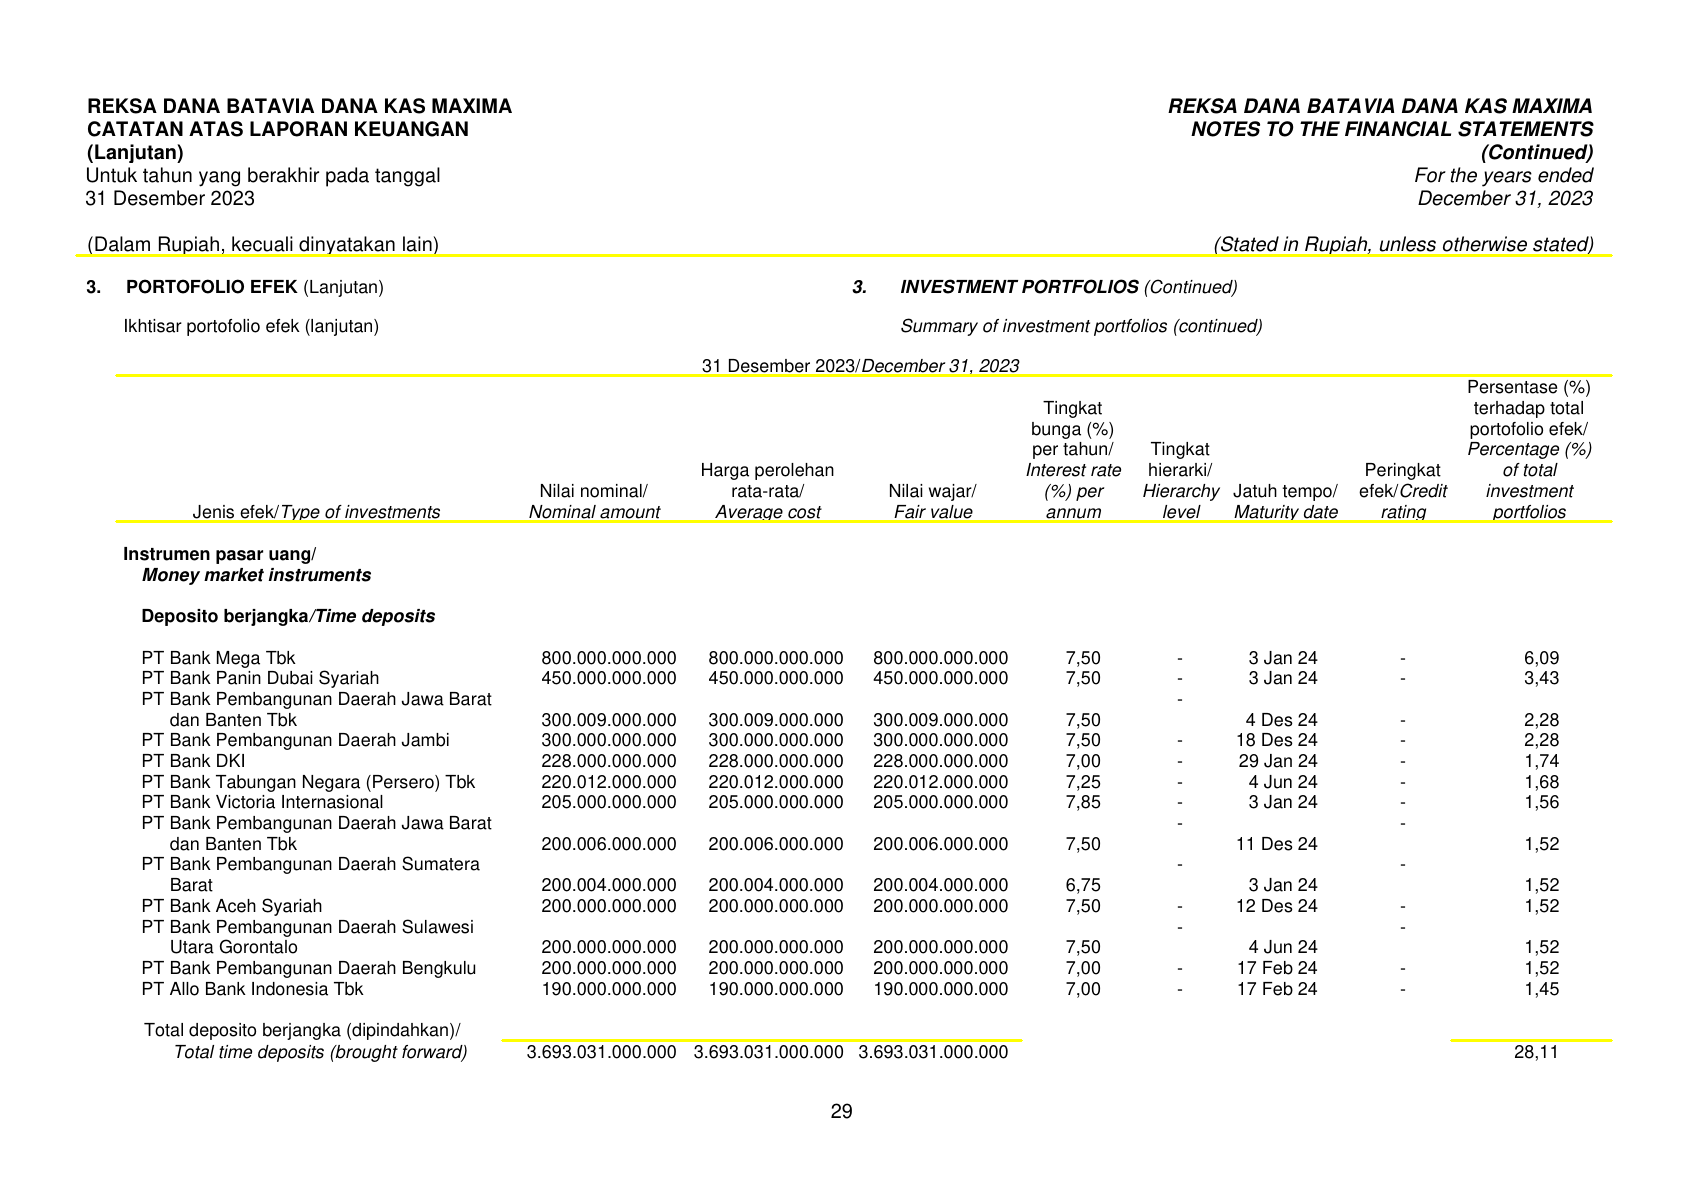 REKSA DANA BATAVIA DANA KAS MAXIMA
CATATAN ATAS LAPORAN KEUANGAN
(Lanjutan)
Untuk tahun yang berakhir pada tanggal
31 Desember 2023
(Dalam Rupiah, kecuali dinyatakan lain)
REKSA DANA BATAVIA DANA KAS MAXIMA
NOTES TO THE FINANCIAL STATEMENTS
(Continued)
For the years ended
December 31, 2023
(Stated in Rupiah, unless otherwise stated)
3. PORTOFOLIO EFEK (Lanjutan)
Ikhtisar portofolio efek (lanjutan)
3. INVESTMENT PORTFOLIOS (Continued)
Summary of investment portfolios (continued)
31 Desember 2023/December 31, 2023
Jenis efek/Type of investments
Nilai nominal/
Nominal amount
Harga perolehan
rata-rata/
Average cost
Nilai wajar/
Fair value
Tingkat
bunga (%)
per tahun/
Interest rate
(%) per
annum
Tingkat
hierarki/
Hierarchy
level
Jatuh tempo/
Maturity date
Peringkat
efek/Credit
rating
Persentase (%)
terhadap total
portofolio efek/
Percentage (%)
of total
investment
portfolios
Instrumen pasar uang/
Money market instruments
Deposito berjangka/Time deposits
PT Bank Mega Tbk 800.000.000.000 800.000.000.000 800.000.000.000 7,50 - 3 Jan 24 - 6,09
PT Bank Panin Dubai Syariah 450.000.000.000 450.000.000.000 450.000.000.000 7,50 - 3 Jan 24 - 3,43
PT Bank Pembangunan Daerah Jawa Barat -
dan Banten Tbk 300.009.000.000 300.009.000.000 300.009.000.000 7,50 4 Des 24 - 2,28
PT Bank Pembangunan Daerah Jambi 300.000.000.000 300.000.000.000 300.000.000.000 7,50 - 18 Des 24 - 2,28
PT Bank DKI 228.000.000.000 228.000.000.000 228.000.000.000 7,00 - 29 Jan 24 - 1,74
PT Bank Tabungan Negara (Persero) Tbk 220.012.000.000 220.012.000.000 220.012.000.000 7,25 - 4 Jun 24 - 1,68
PT Bank Victoria Internasional 205.000.000.000 205.000.000.000 205.000.000.000 7,85 - 3 Jan 24 - 1,56
PT Bank Pembangunan Daerah Jawa Barat - -
dan Banten Tbk 200.006.000.000 200.006.000.000 200.006.000.000 7,50 11 Des 24 1,52
PT Bank Pembangunan Daerah Sumatera - -
Barat 200.004.000.000 200.004.000.000 200.004.000.000 6,75 3 Jan 24 1,52
PT Bank Aceh Syariah 200.000.000.000 200.000.000.000 200.000.000.000 7,50 - 12 Des 24 - 1,52
PT Bank Pembangunan Daerah Sulawesi - -
Utara Gorontalo 200.000.000.000 200.000.000.000 200.000.000.000 7,50 4 Jun 24 1,52
PT Bank Pembangunan Daerah Bengkulu 200.000.000.000 200.000.000.000 200.000.000.000 7,00 - 17 Feb 24 - 1,52
PT Allo Bank Indonesia Tbk 190.000.000.000 190.000.000.000 190.000.000.000 7,00 - 17 Feb 24 - 1,45
Total deposito berjangka (dipindahkan)/
Total time deposits (brought forward) 3.693.031.000.000 3.693.031.000.000 3.693.031.000.000 28,11
29